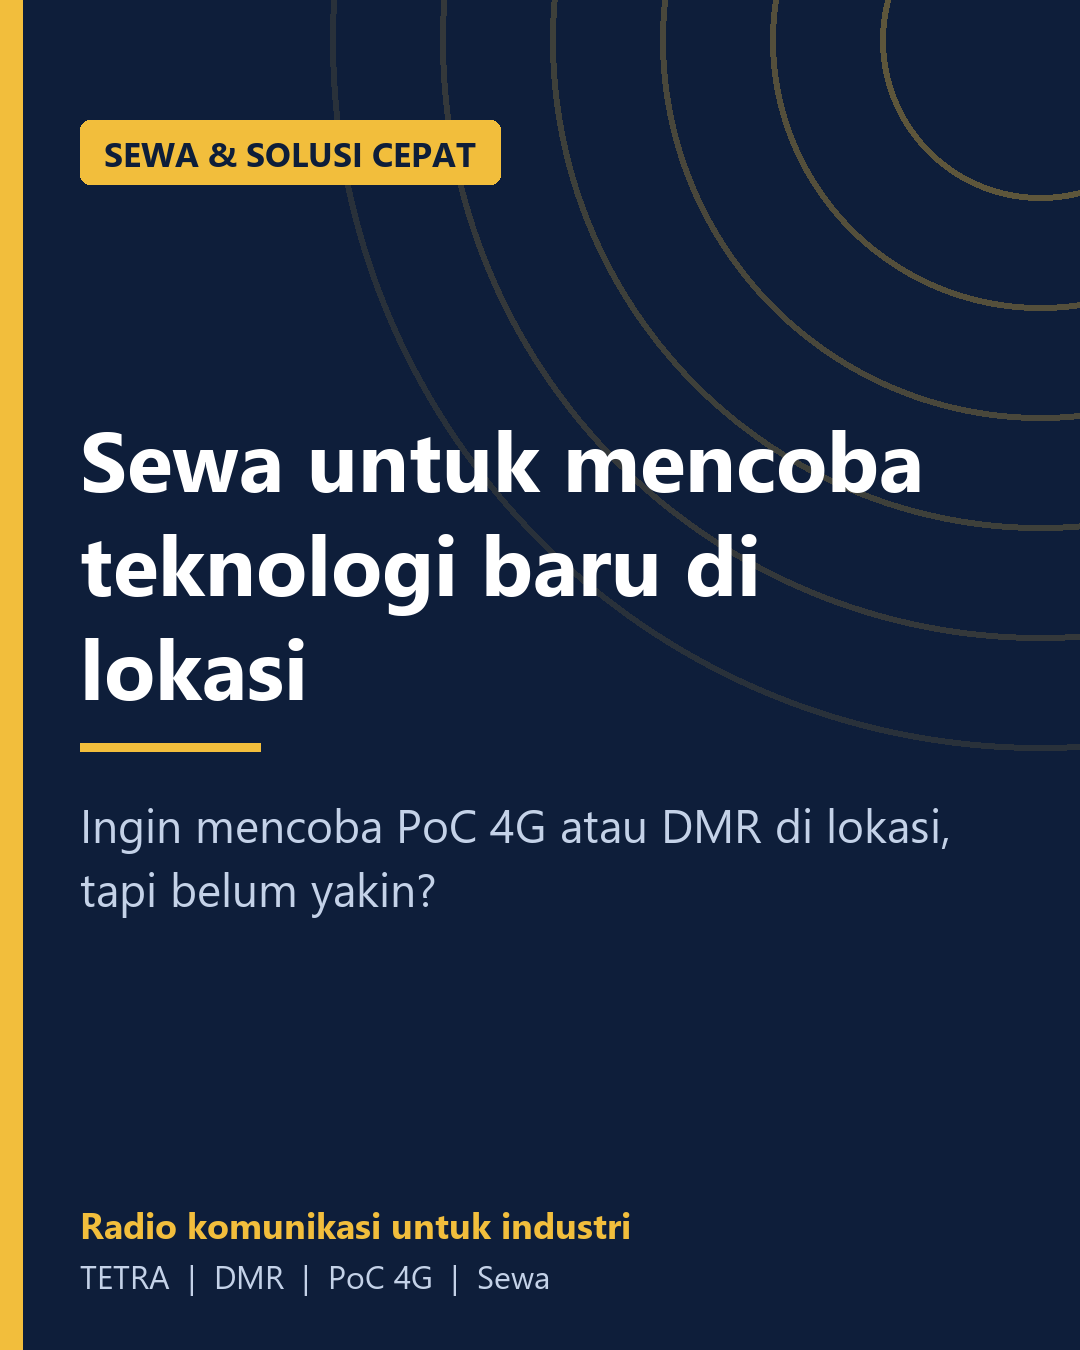 SEWA & SOLUSI CEPAT
Sewa untuk mencoba
teknologi baru di
lokasi
Ingin mencoba PoC 4G atau DMR di lokasi,
tapi belum yakin?
Radio komunikasi untuk industri
TETRA | DMR | PoC 4G | Sewa